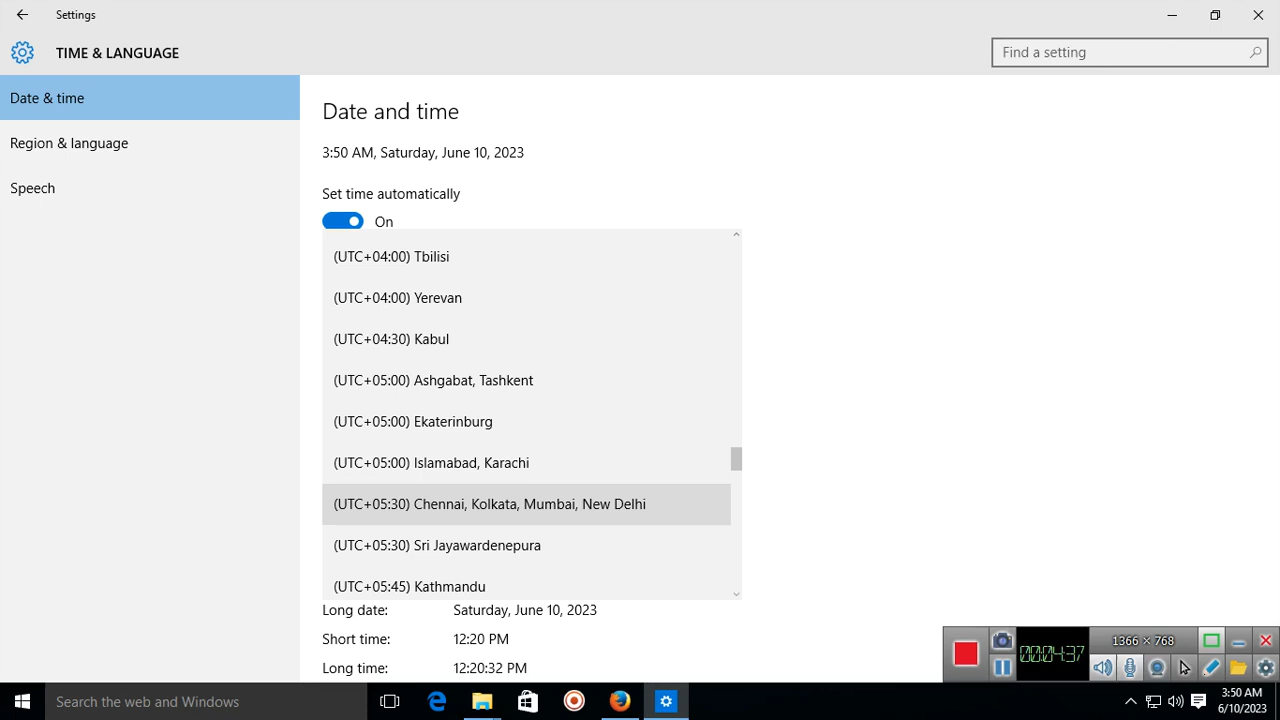 Settings
TIME & LANGUAGE
Find a setting
Date & time
Region & language
Speech
Date and time
3:50 AM, Saturday, June 10, 2023
Set time automatically
On
(UTC+04:00) Tbilisi
(UTC+04:00) Yerevan
(UTC+04:30) Kabul
(UTC+05:00) Ashgabat, Tashkent
(UTC+05:00) Ekaterinburg
(UTC+05:00) Islamabad, Karachi
(UTC+05:30) Chennai, Kolkata, Mumbai, New Delhi
(UTC+05:30) Sri Jayawardenepura
(UTC+05:45) Kathmandu
Long date: Saturday, June 10, 2023
Short time: 12:20 PM
Long time: 12:20:32 PM
00:04:37
1366 × 768
Search the web and Windows
3:50 AM
6/10/2023